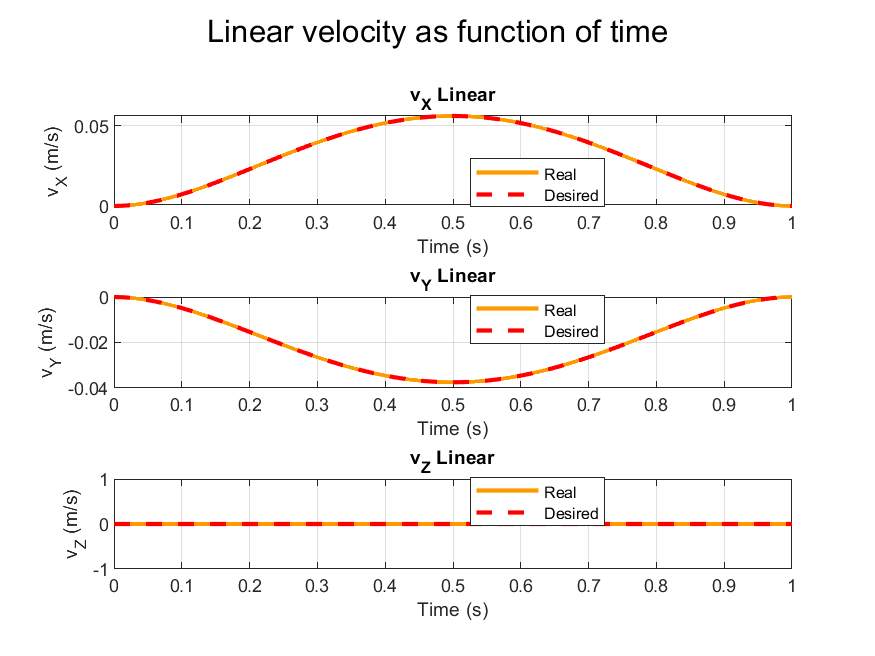 Linear velocity as function of time
v_X Linear
0.05
0
v_X (m/s)
Real
Desired
0 0.1 0.2 0.3 0.4 0.5 0.6 0.7 0.8 0.9 1
Time (s)
v_Y Linear
0
-0.02
-0.04
v_Y (m/s)
Real
Desired
0 0.1 0.2 0.3 0.4 0.5 0.6 0.7 0.8 0.9 1
Time (s)
v_Z Linear
1
0
-1
v_Z (m/s)
Real
Desired
0 0.1 0.2 0.3 0.4 0.5 0.6 0.7 0.8 0.9 1
Time (s)